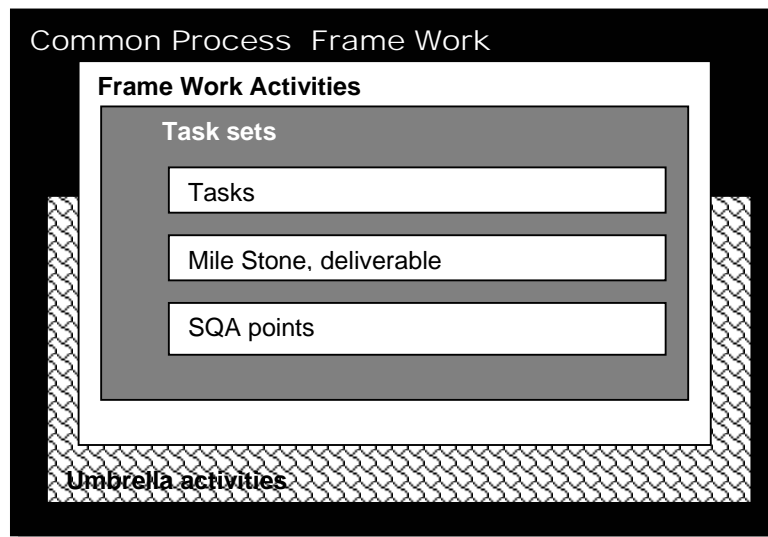 Common Process Frame Work
Frame Work Activities
Task sets
Tasks
Mile Stone, deliverable
SQA points
Umbrella activities